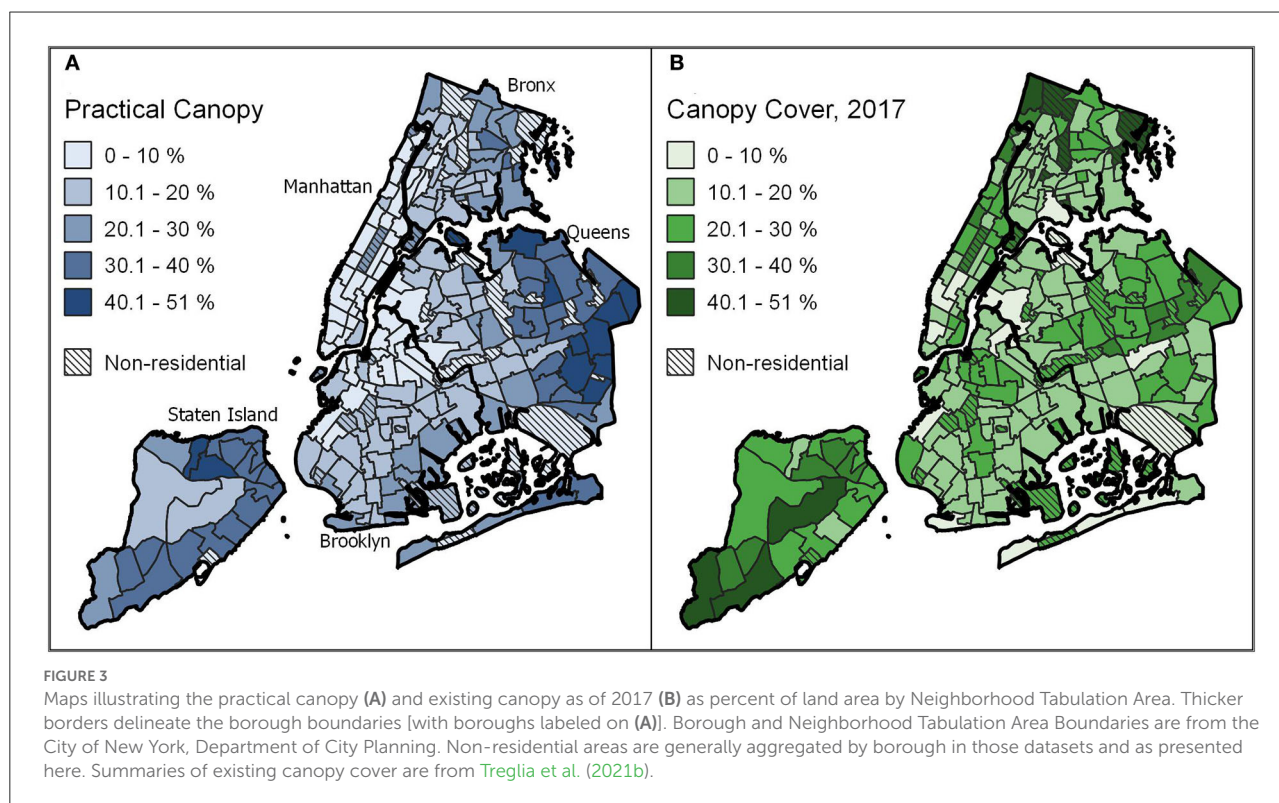 A
Practical Canopy
0 - 10 %
10.1 - 20 %
20.1 - 30 %
30.1 - 40 %
40.1 - 51 %
Non-residential
Bronx
Manhattan
Queens
Staten Island
Brooklyn
B
Canopy Cover, 2017
0 - 10 %
10.1 - 20 %
20.1 - 30 %
30.1 - 40 %
40.1 - 51 %
Non-residential
FIGURE 3
Maps illustrating the practical canopy (A) and existing canopy as of 2017 (B) as percent of land area by Neighborhood Tabulation Area. Thicker
borders delineate the borough boundaries [with boroughs labeled on (A)]. Borough and Neighborhood Tabulation Area Boundaries are from the
City of New York, Department of City Planning. Non-residential areas are generally aggregated by borough in those datasets and as presented
here. Summaries of existing canopy cover are from Treglia et al. (2021b).